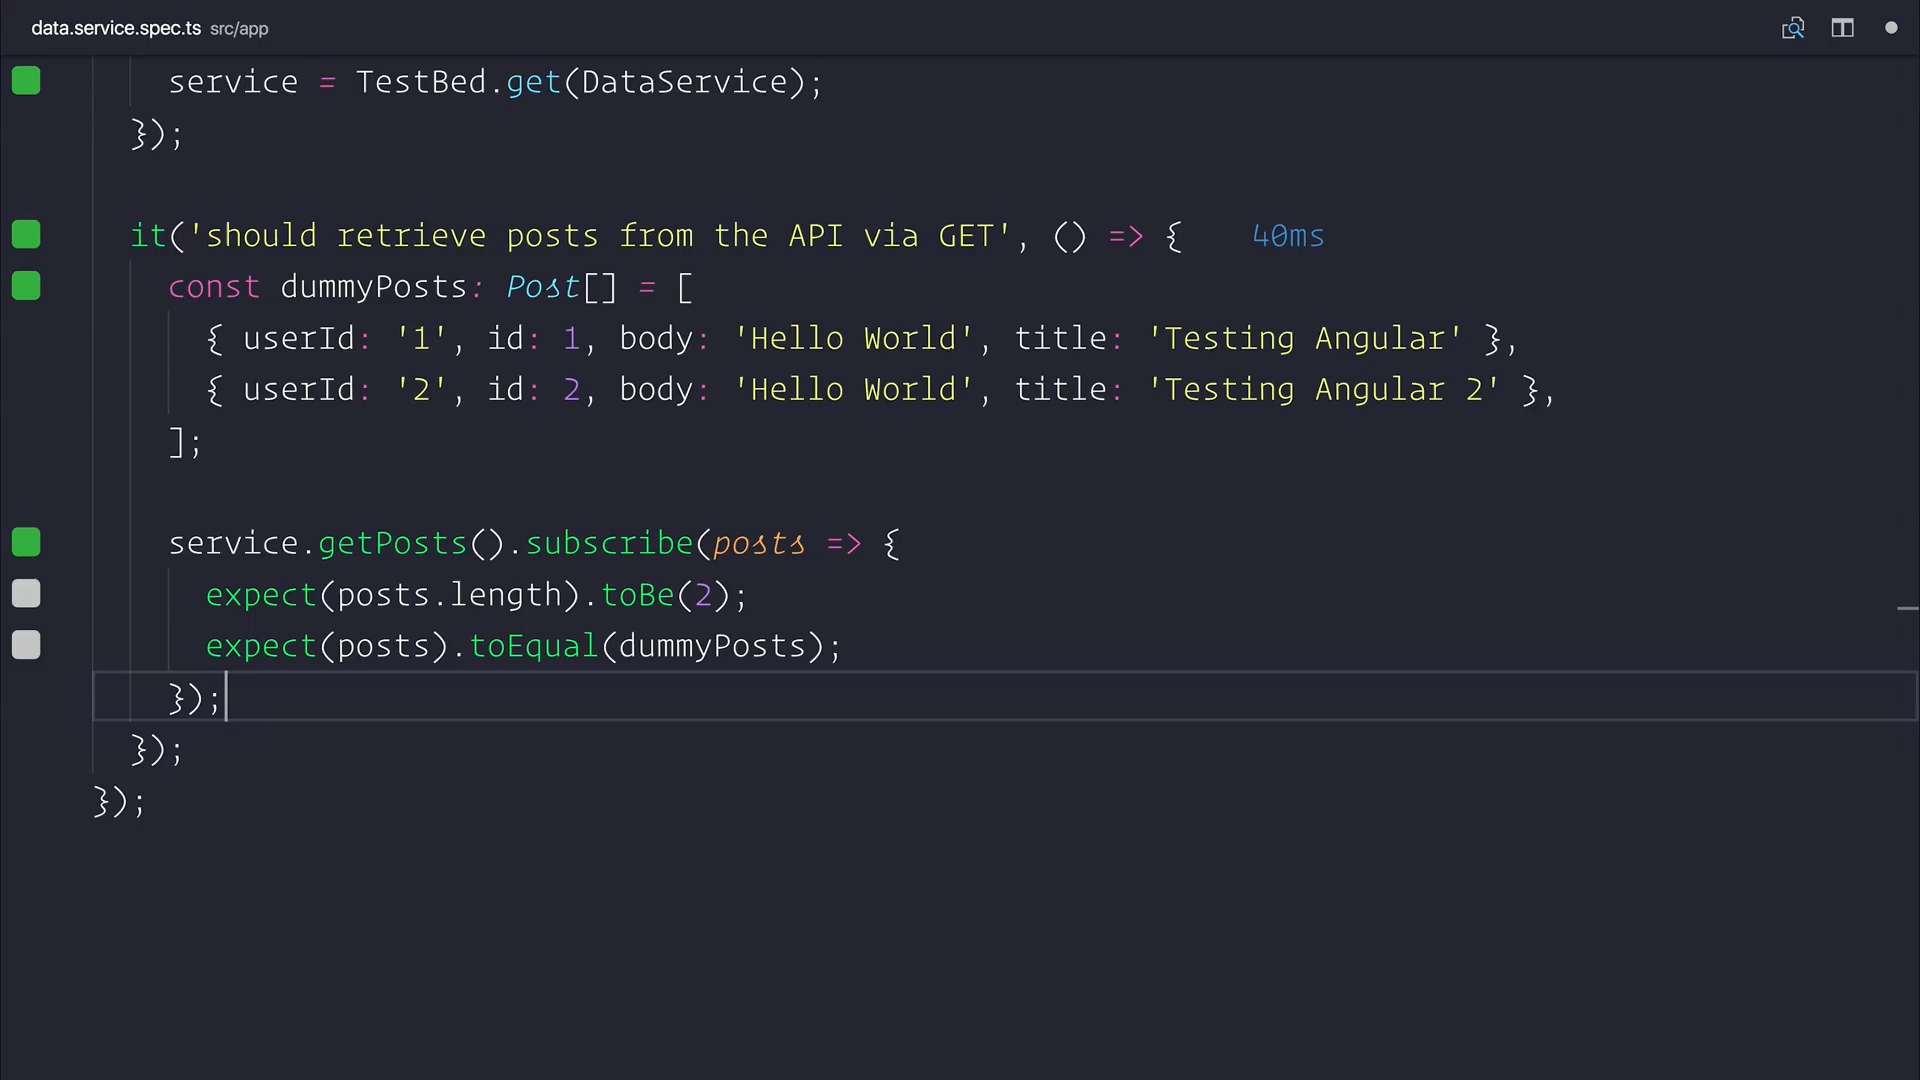 data.service.spec.ts src/app
service = TestBed.get(DataService);
});
it('should retrieve posts from the API via GET', () => { 40ms
const dummyPosts: Post[] = [
{ userId: '1', id: 1, body: 'Hello World', title: 'Testing Angular' },
{ userId: '2', id: 2, body: 'Hello World', title: 'Testing Angular 2' },
];
service.getPosts().subscribe(posts => {
expect(posts.length).toBe(2);
expect(posts).toEqual(dummyPosts);
});
});
});